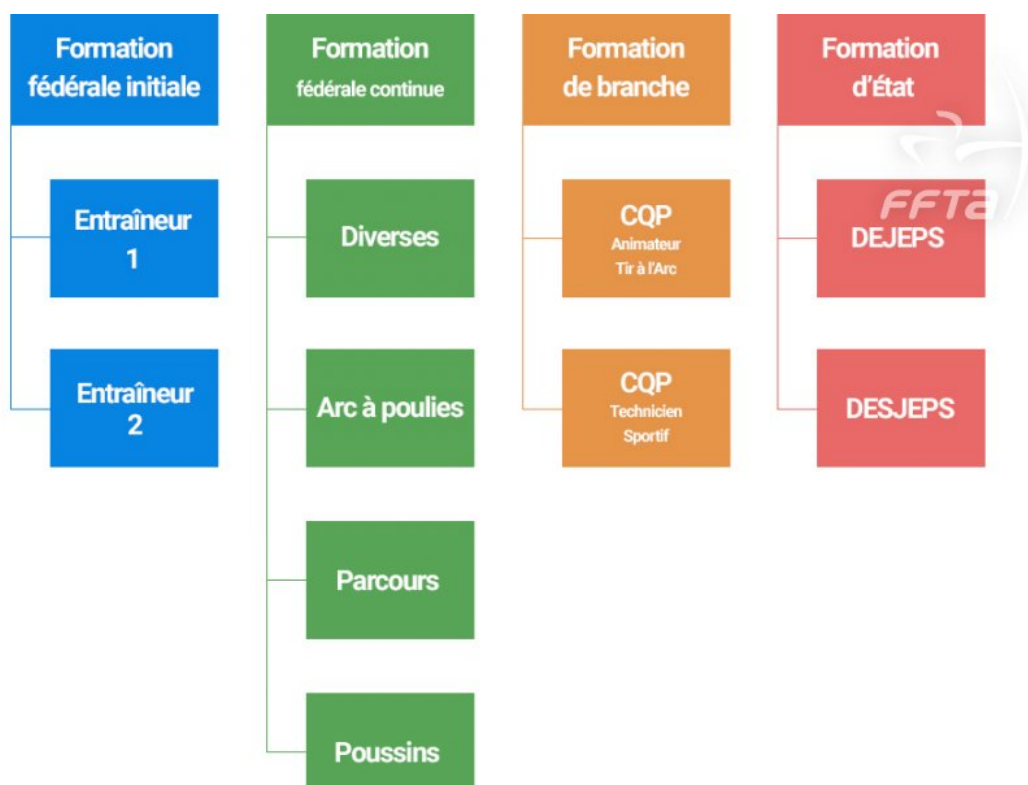 Formation
fédérale initiale
Entraîneur
1
Entraîneur
2
Formation
fédérale continue
Diverses
Arc à poulies
Parcours
Poussins
Formation
de branche
CQP
Animateur
Tir à l'Arc
CQP
Technicien
Sportif
Formation
d'État
FFTA
DEJEPS
DESJEPS